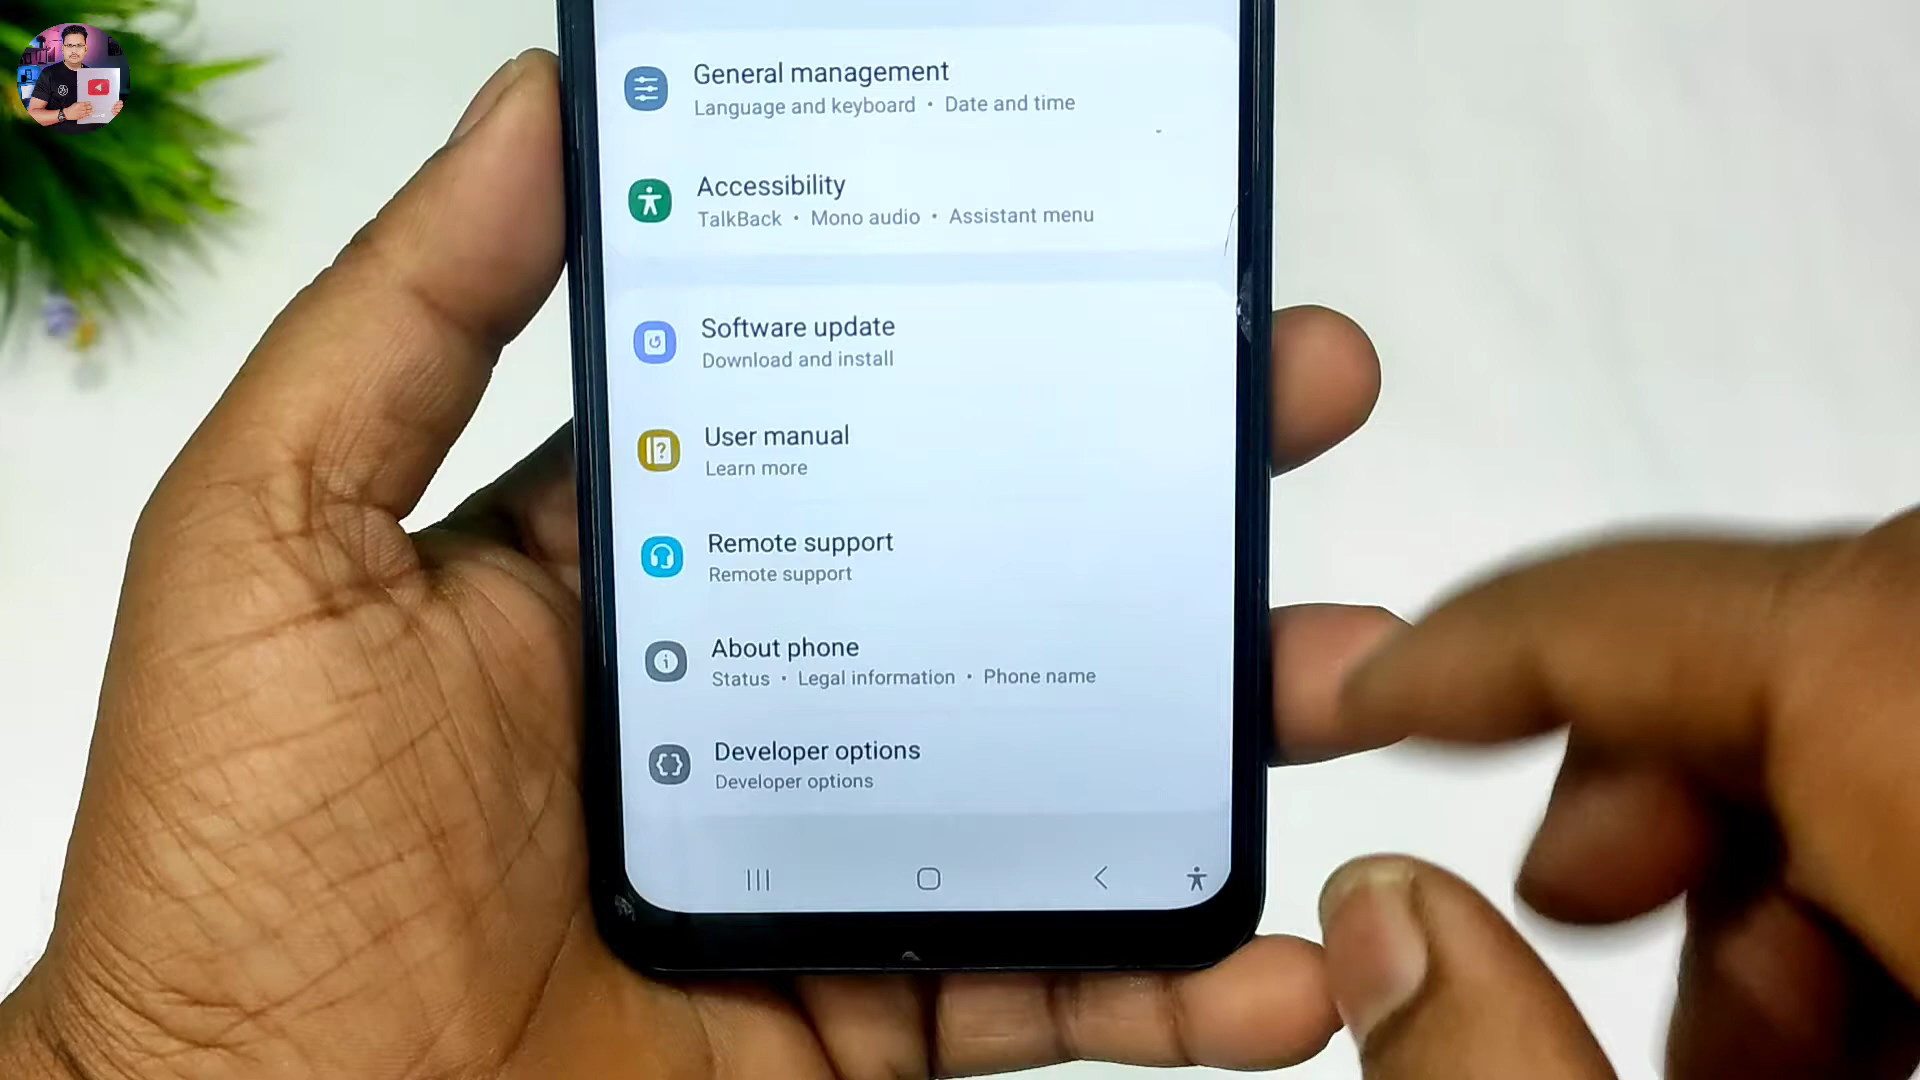 General management
Language and keyboard • Date and time
Accessibility
TalkBack • Mono audio • Assistant menu
Software update
Download and install
User manual
Learn more
Remote support
Remote support
About phone
Status • Legal information • Phone name
Developer options
Developer options